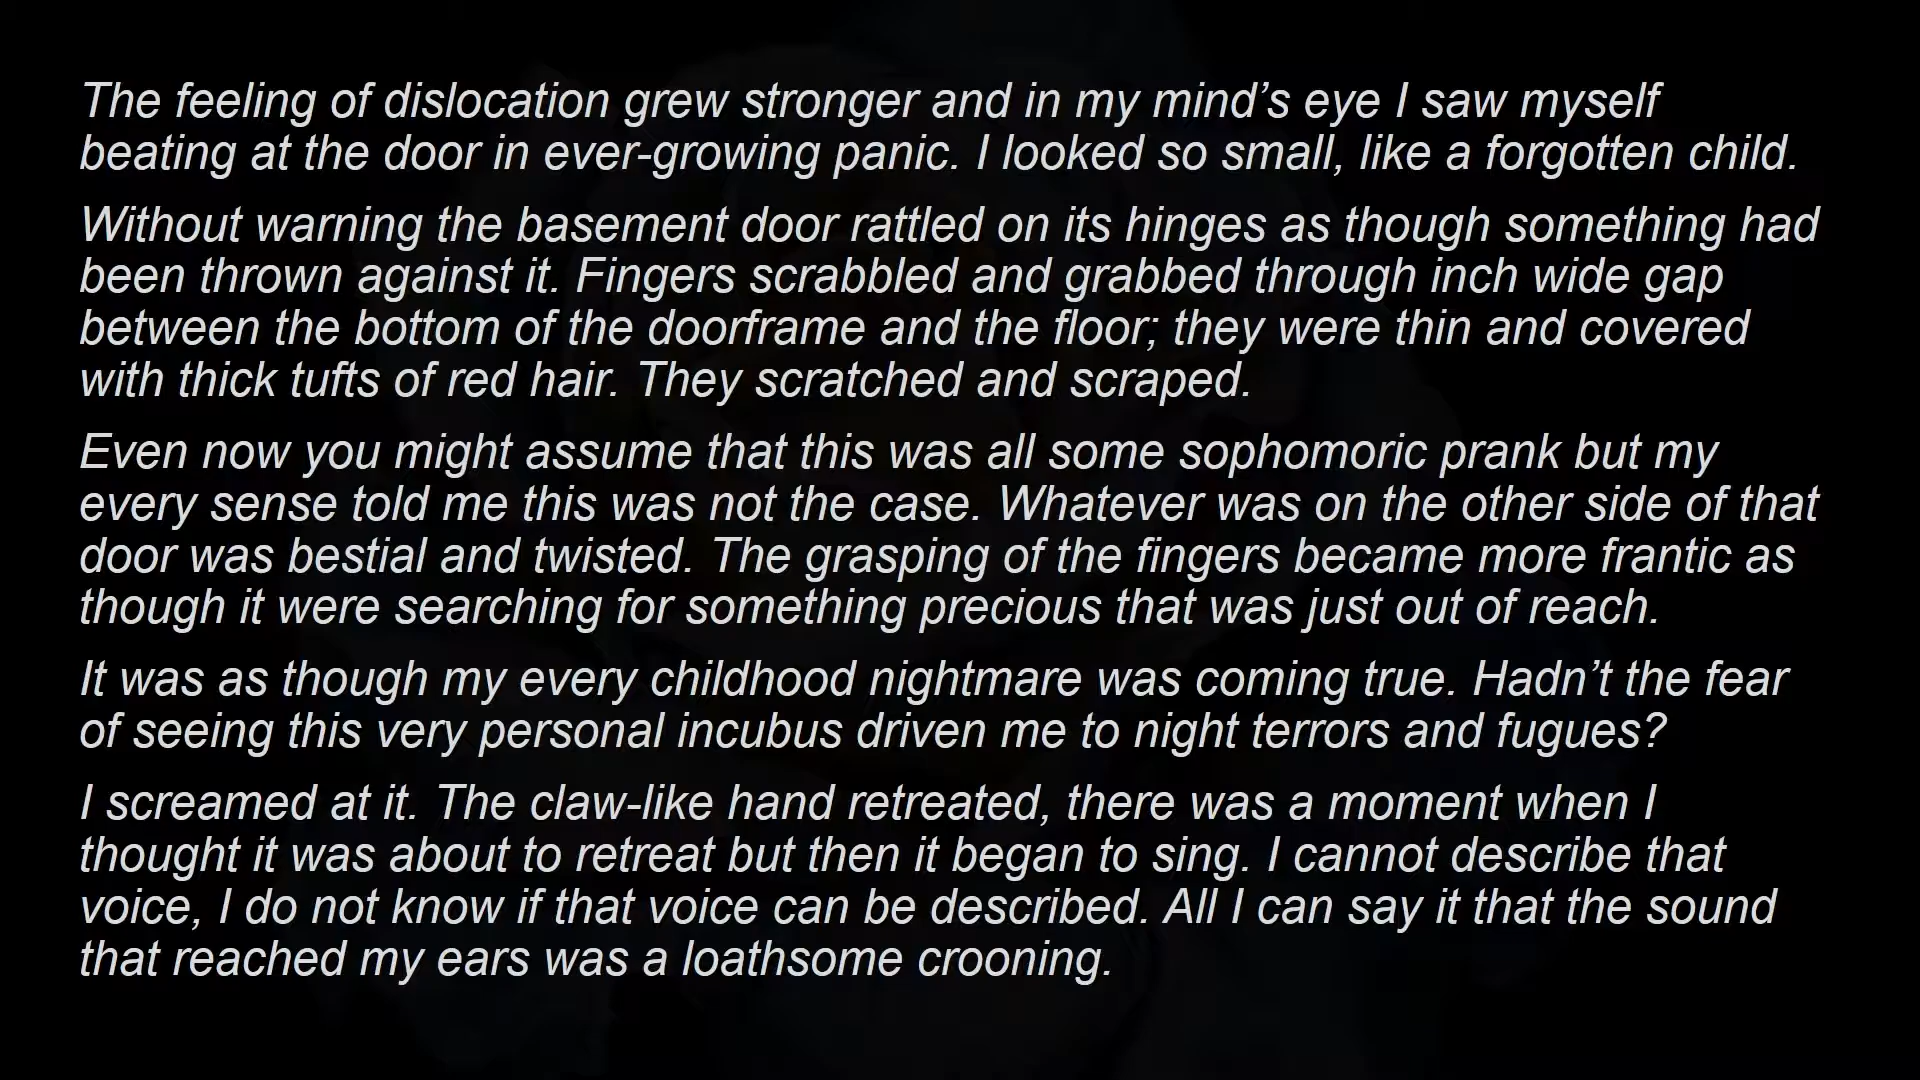 The feeling of dislocation grew stronger and in my mind’s eye I saw myself
beating at the door in ever-growing panic. I looked so small, like a forgotten child.
Without warning the basement door rattled on its hinges as though something had
been thrown against it. Fingers scrabbled and grabbed through inch wide gap
between the bottom of the doorframe and the floor; they were thin and covered
with thick tufts of red hair. They scratched and scraped.
Even now you might assume that this was all some sophomoric prank but my
every sense told me this was not the case. Whatever was on the other side of that
door was bestial and twisted. The grasping of the fingers became more frantic as
though it were searching for something precious that was just out of reach.
It was as though my every childhood nightmare was coming true. Hadn’t the fear
of seeing this very personal incubus driven me to night terrors and fugues?
I screamed at it. The claw-like hand retreated, there was a moment when I
thought it was about to retreat but then it began to sing. I cannot describe that
voice, I do not know if that voice can be described. All I can say it that the sound
that reached my ears was a loathsome crooning.